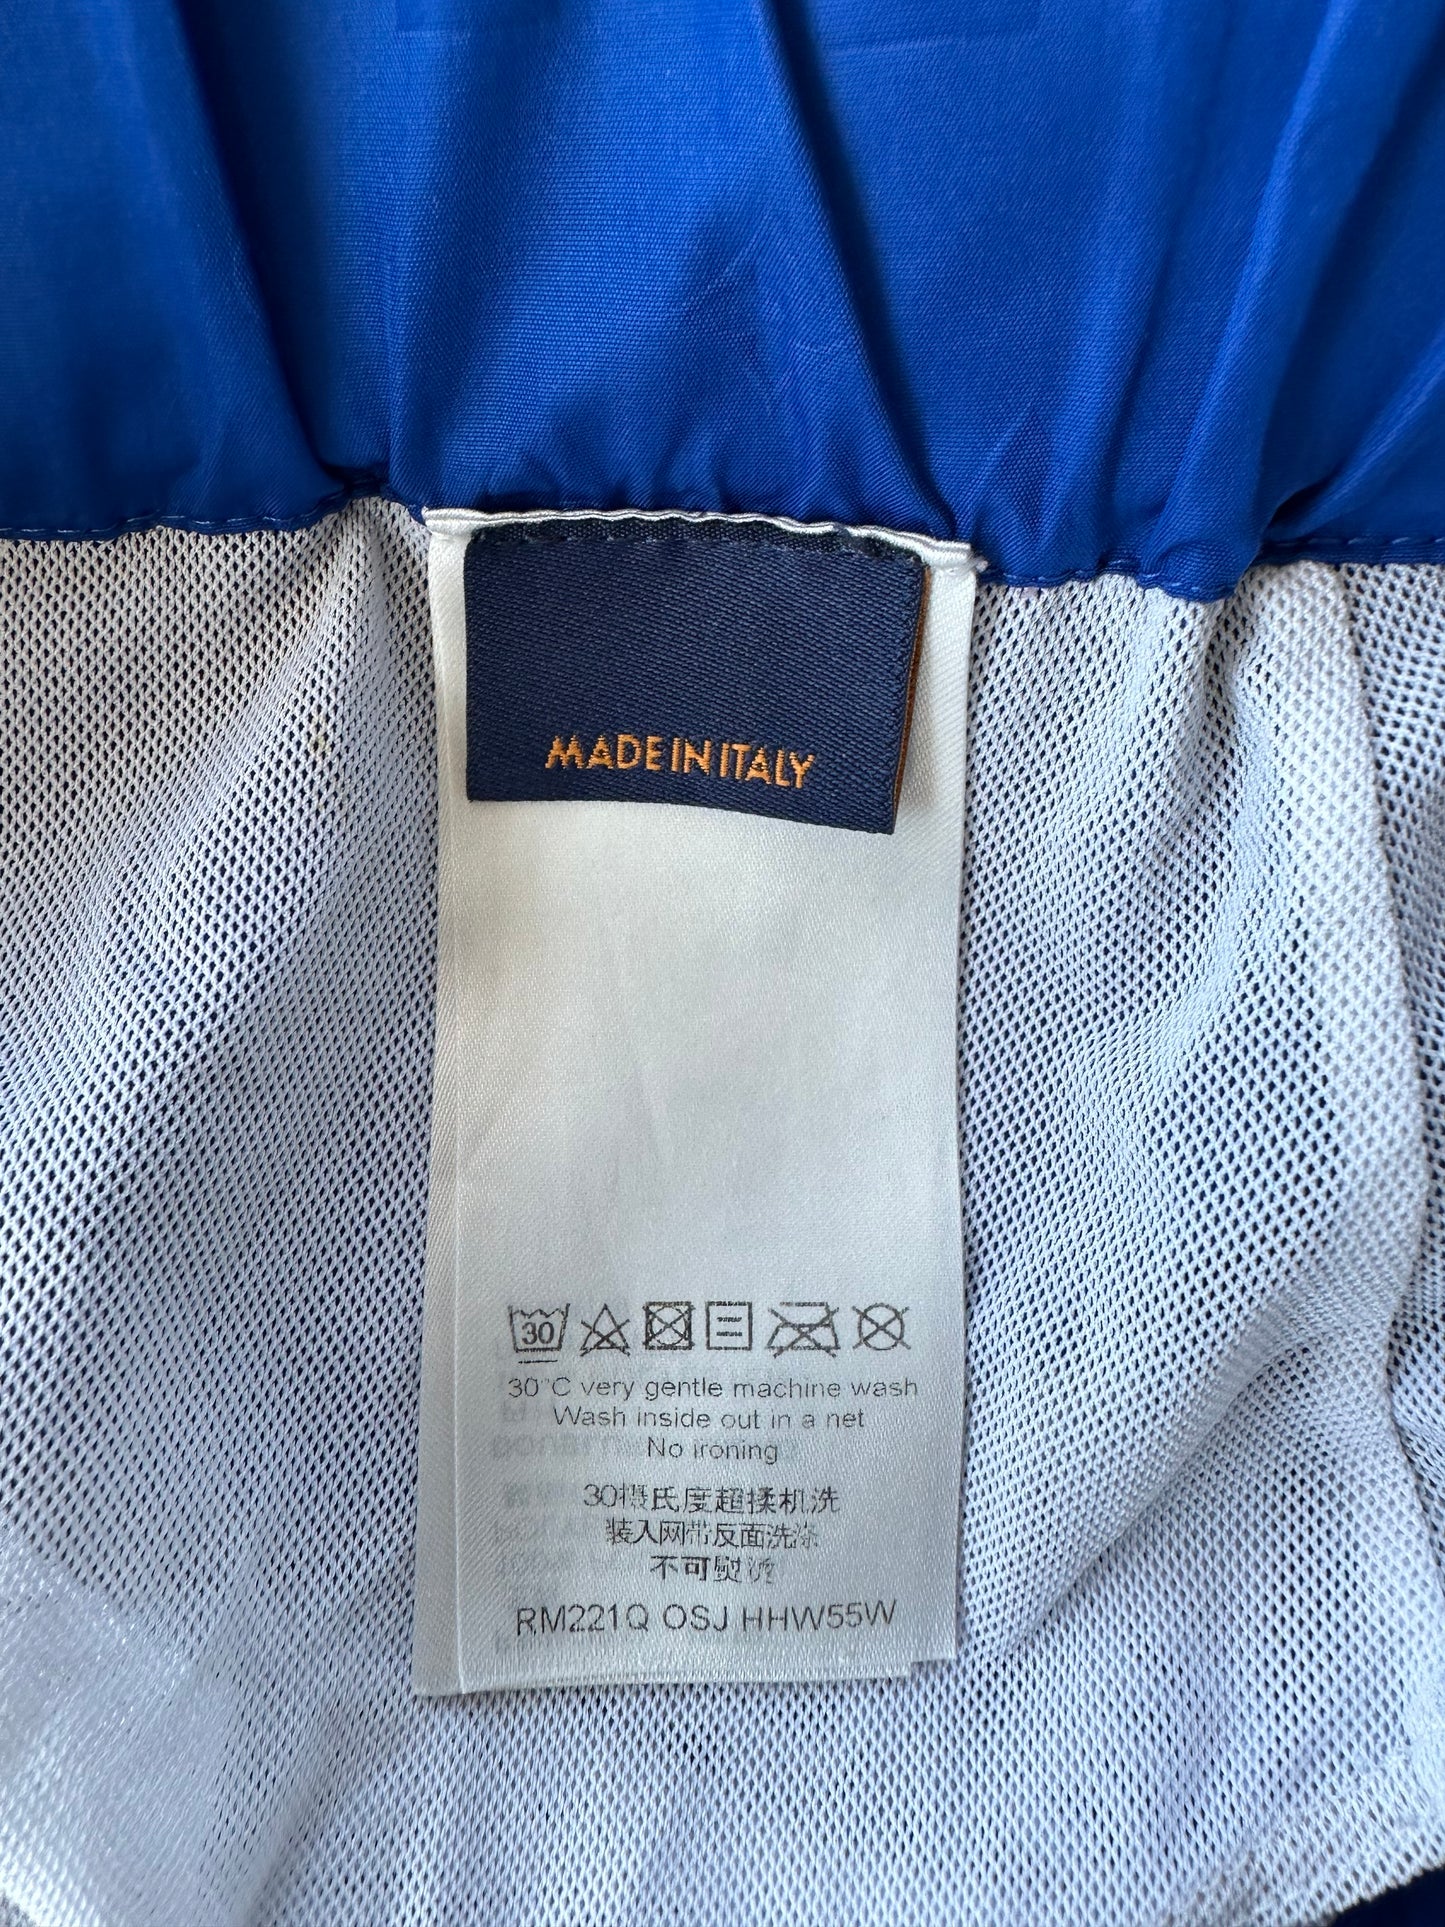 MADE IN ITALY
30
30°C very gentle machine wash
Wash inside out in a net
No ironing
30摄氏度超揉机洗
装入网带反面洗涤
不可熨烫
RM221Q OSJ HHW55W